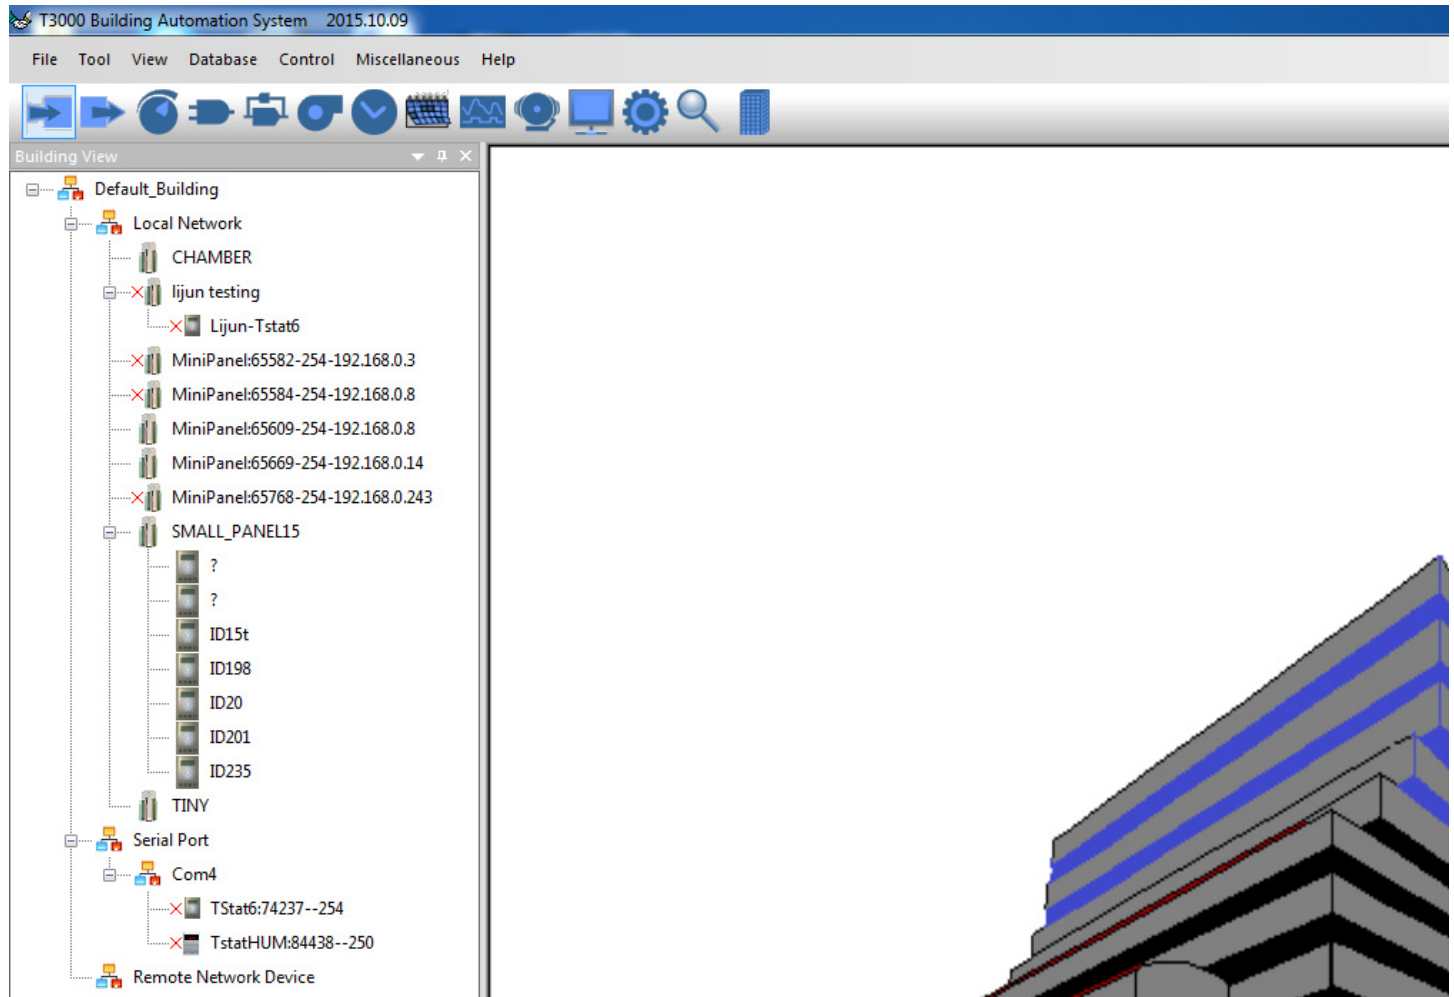 T3000 Building Automation System 2015.10.09
File Tool View Database Control Miscellaneous Help
Building View
Default_Building
Local Network
CHAMBER
lijun testing
Lijun-Tstat6
MiniPanel:65582-254-192.168.0.3
MiniPanel:65584-254-192.168.0.8
MiniPanel:65609-254-192.168.0.8
MiniPanel:65669-254-192.168.0.14
MiniPanel:65768-254-192.168.0.243
SMALL_PANEL15
?
?
ID15t
ID198
ID20
ID201
ID235
TINY
Serial Port
Com4
TStat6:74237--254
TstatHUM:84438--250
Remote Network Device